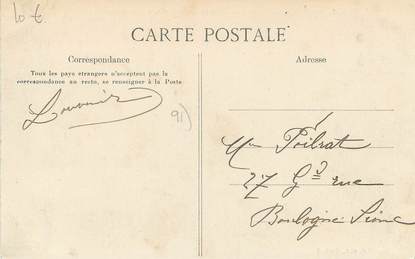 10 €
CARTE POSTALE
Correspondance
Tous les pays étrangers n'acceptent pas la
correspondance au recto, se renseigner à la Poste
Souvenir
91)
Adresse
Poilrat
27 Gde rue
Boulogne Seine